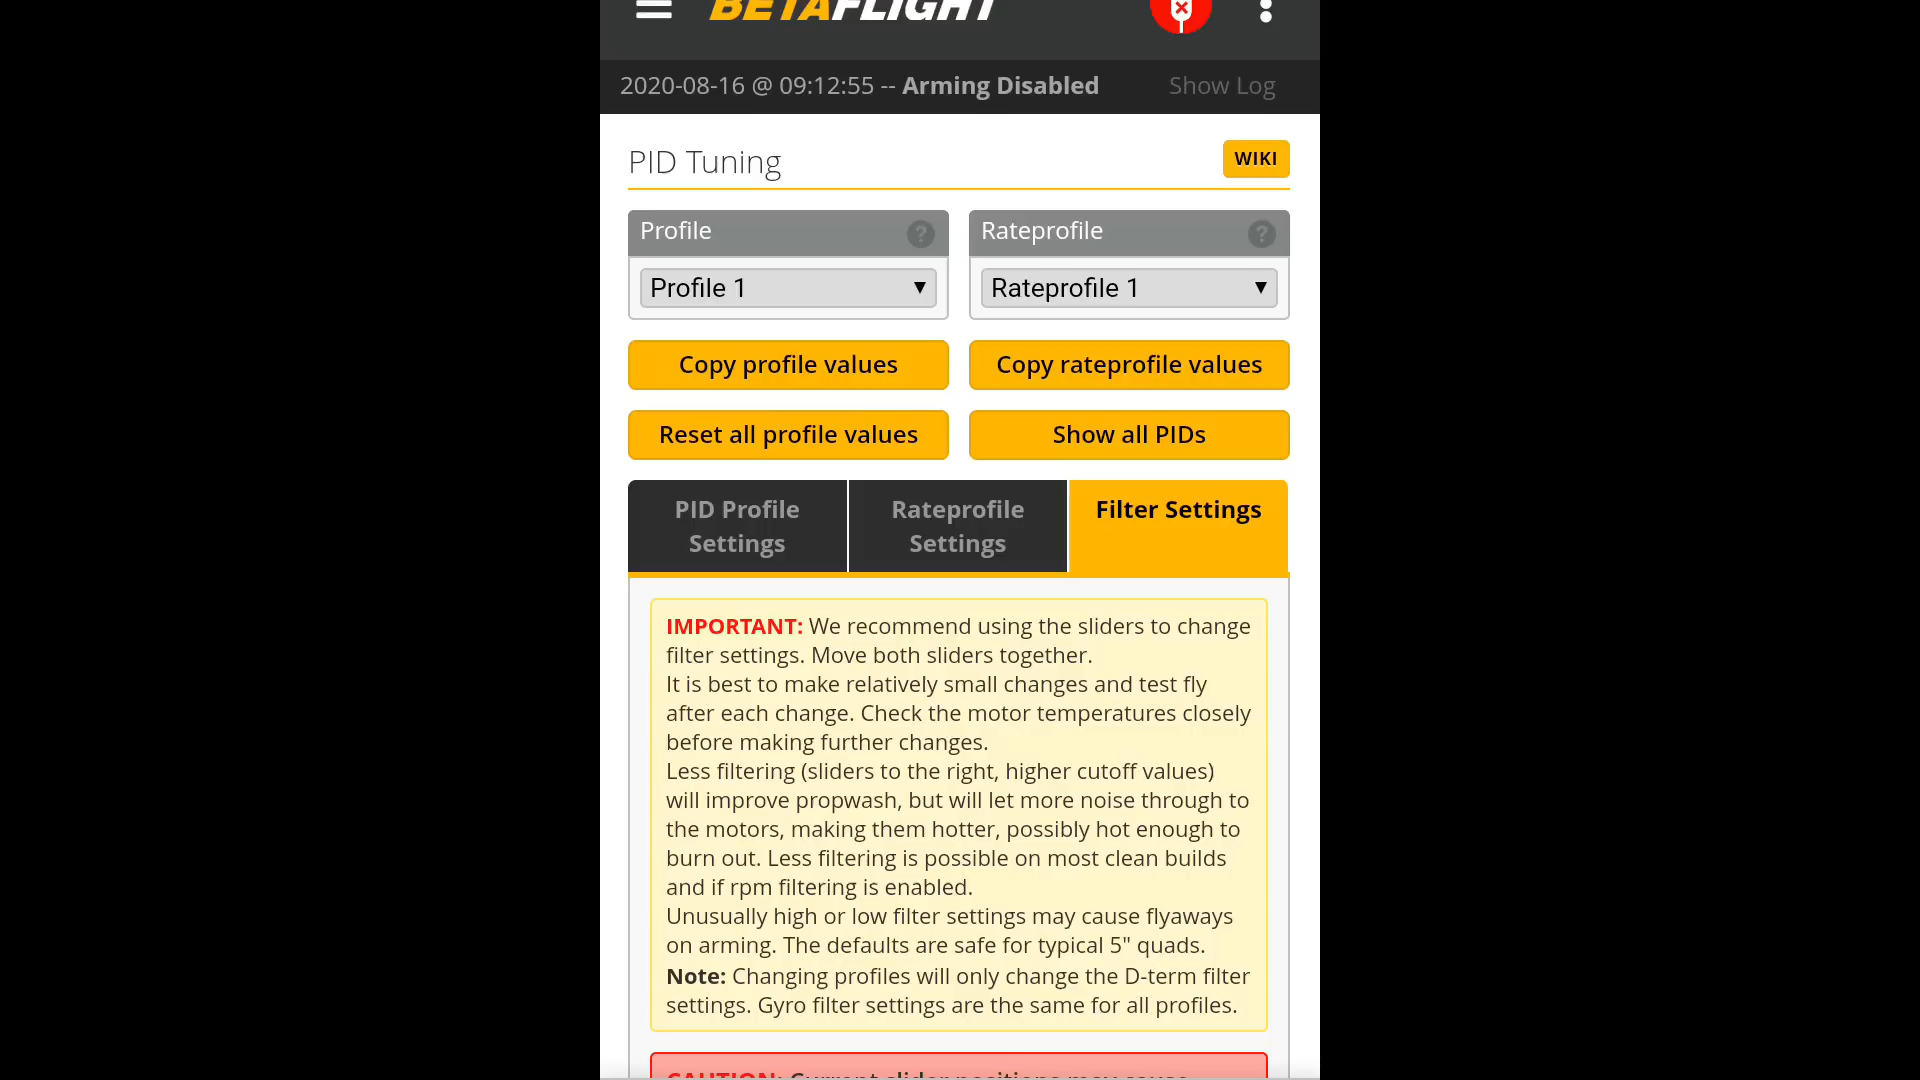 BETAFLIGHT
2020-08-16 @ 09:12:55 -- Arming Disabled Show Log
PID Tuning WIKI
Profile ? Rateprofile ?
Profile 1 Rateprofile 1
Copy profile values Copy rateprofile values
Reset all profile values Show all PIDs
PID Profile Settings Rateprofile Settings Filter Settings
IMPORTANT: We recommend using the sliders to change
filter settings. Move both sliders together.
It is best to make relatively small changes and test fly
after each change. Check the motor temperatures closely
before making further changes.
Less filtering (sliders to the right, higher cutoff values)
will improve propwash, but will let more noise through to
the motors, making them hotter, possibly hot enough to
burn out. Less filtering is possible on most clean builds
and if rpm filtering is enabled.
Unusually high or low filter settings may cause flyaways
on arming. The defaults are safe for typical 5" quads.
Note: Changing profiles will only change the D-term filter
settings. Gyro filter settings are the same for all profiles.
CAUTION: Current slider positions may cause